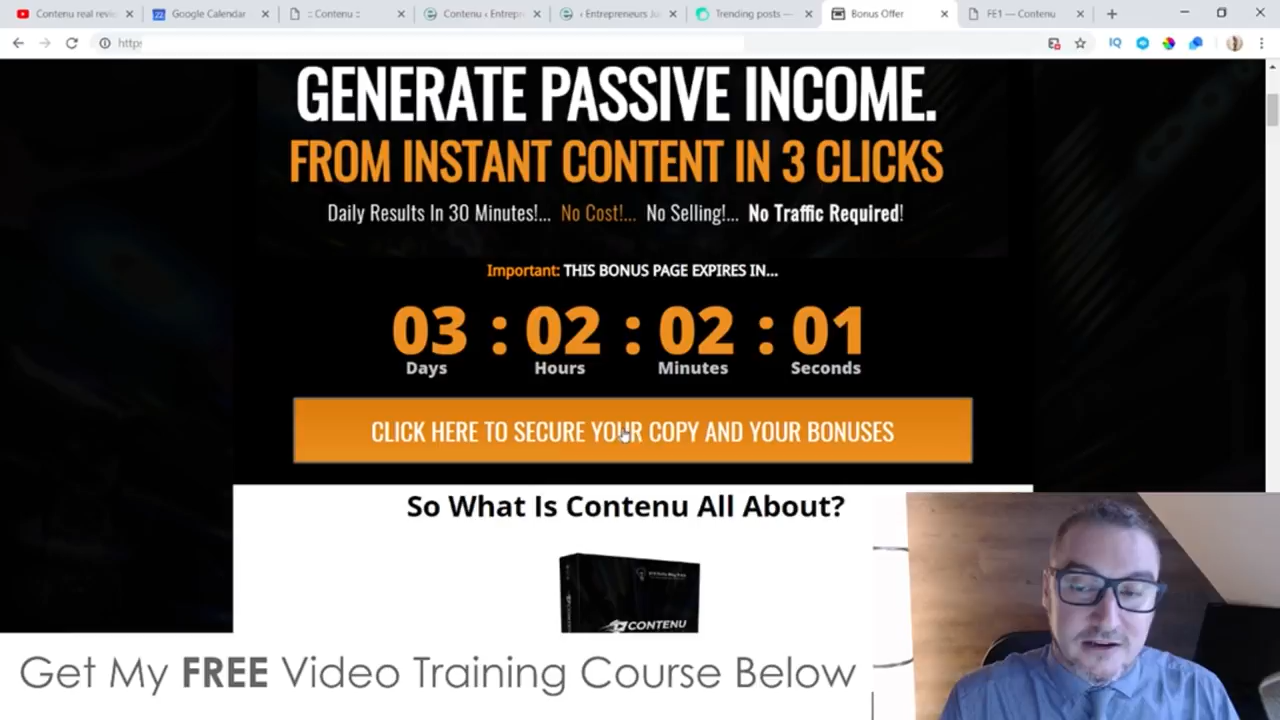 Contenu real revie
Google Calendar
:: Contenu ::
Contenu ‹ Entrepr
‹ Entrepreneurs Ju
Trending posts —
Bonus Offer
FE1 — Contenu
https
IQ
GENERATE PASSIVE INCOME.
FROM INSTANT CONTENT IN 3 CLICKS
Daily Results In 30 Minutes!... No Cost!... No Selling!... No Traffic Required!
Important: THIS BONUS PAGE EXPIRES IN...
03 : 02 : 02 : 01
Days Hours Minutes Seconds
CLICK HERE TO SECURE YOUR COPY AND YOUR BONUSES
So What Is Contenu All About?
CONTENU
Get My FREE Video Training Course Below